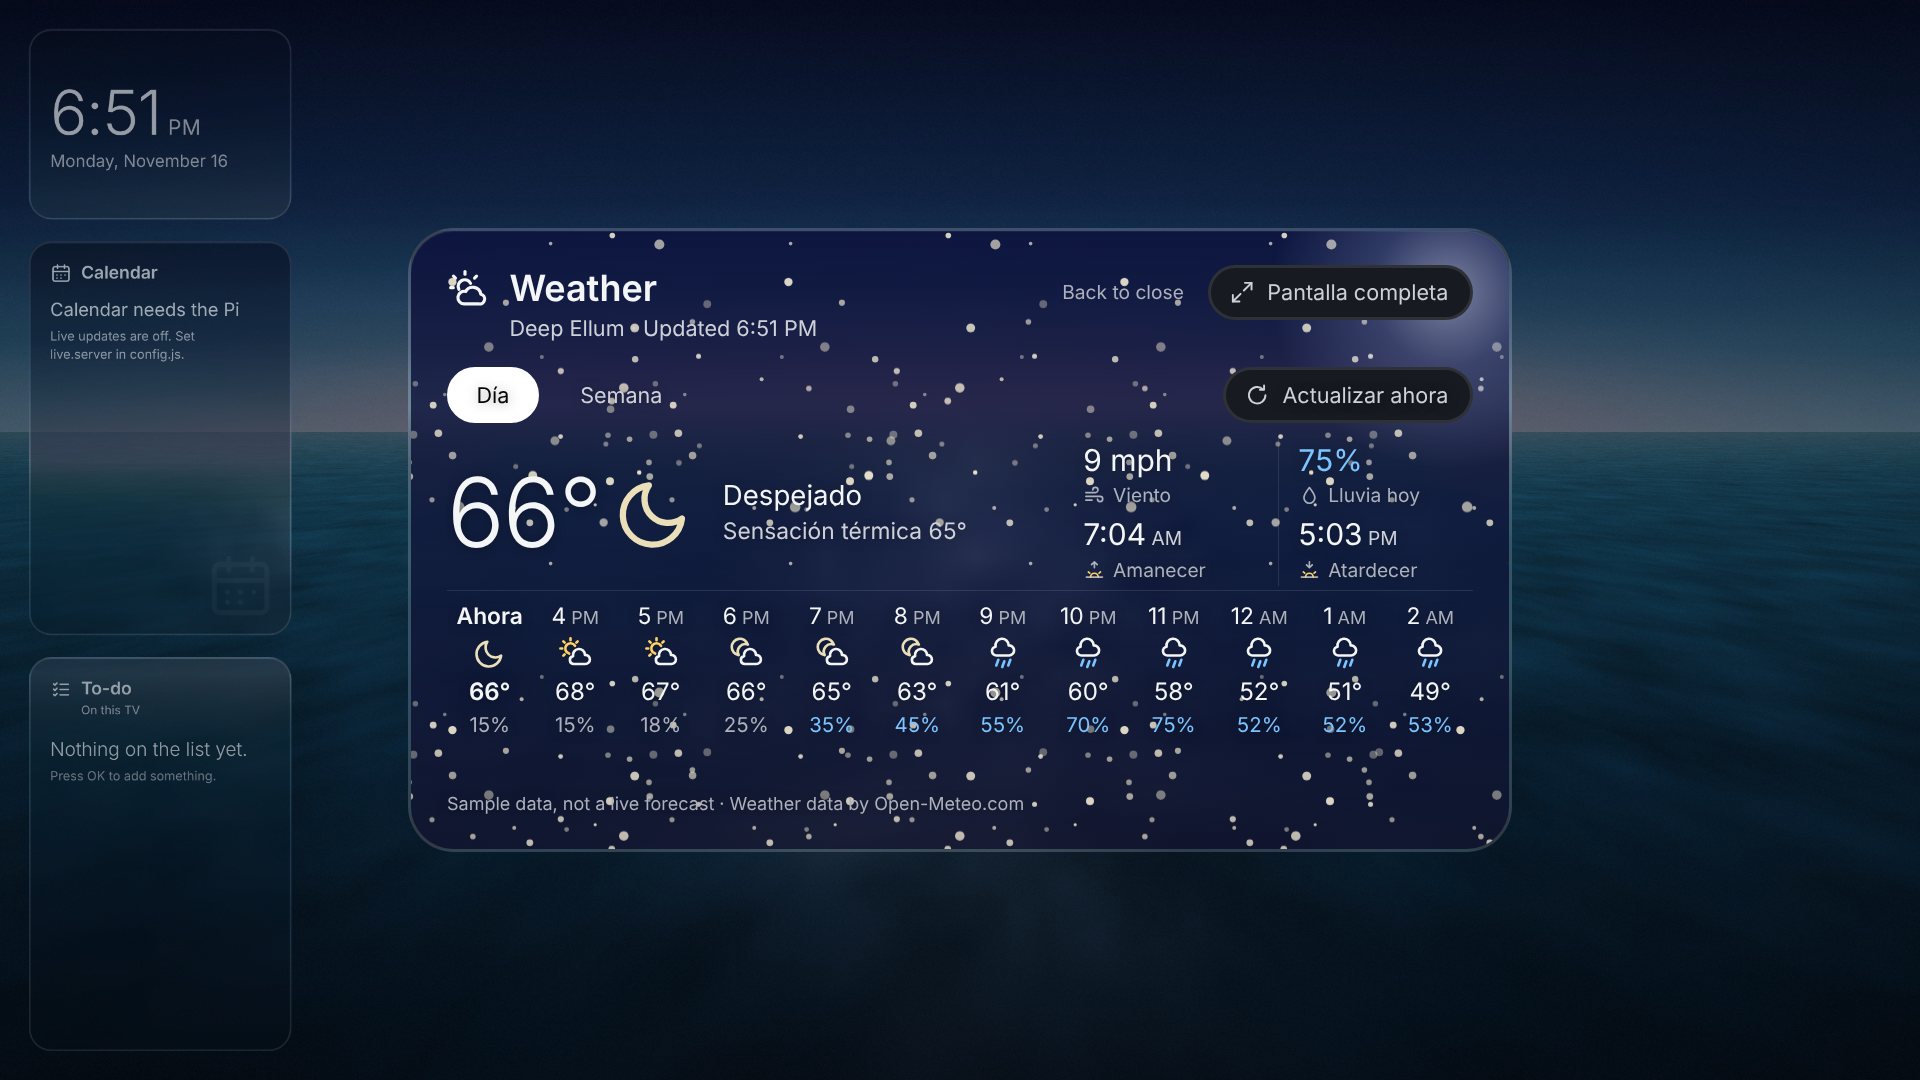 6:51 PM
Monday, November 16
Calendar
Calendar needs the Pi
Live updates are off. Set
live.server in config.js.
To-do
On this TV
Nothing on the list yet.
Press OK to add something.
Weather
Deep Ellum • Updated 6:51 PM
Back to close
Pantalla completa
Día
Semana
Actualizar ahora
66°
Despejado
Sensación térmica 65°
9 mph
Viento
75%
Lluvia hoy
7:04 AM
Amanecer
5:03 PM
Atardecer
Ahora 4 PM 5 PM 6 PM 7 PM 8 PM 9 PM 10 PM 11 PM 12 AM 1 AM 2 AM
66° 68° 67° 66° 65° 63° 61° 60° 58° 52° 51° 49°
15% 15% 18% 25% 35% 45% 55% 70% 75% 52% 52% 53%
Sample data, not a live forecast · Weather data by Open-Meteo.com